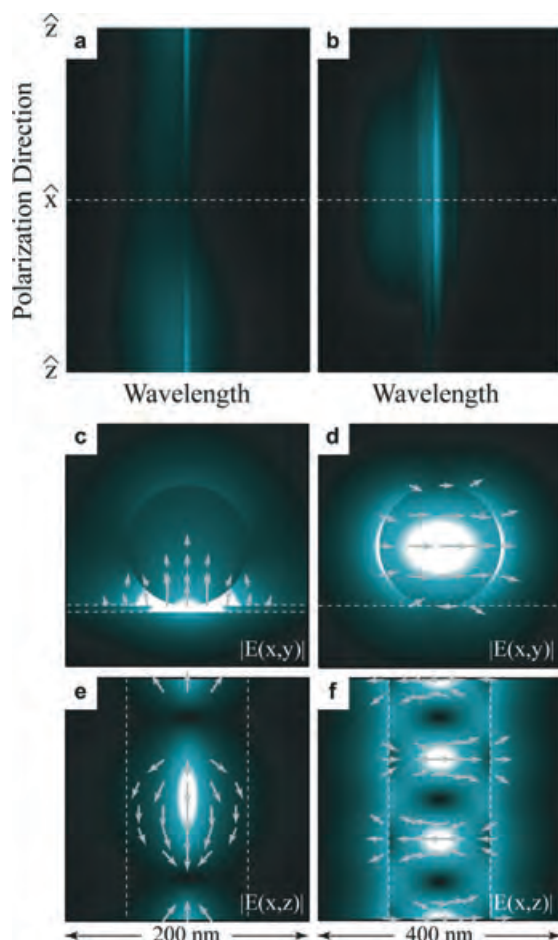 ẑ
a
b
Polarization Direction
x̂
ẑ
Wavelength
Wavelength
c
d
|E(x,y)|
|E(x,y)|
e
f
|E(x,z)|
|E(x,z)|
200 nm
400 nm